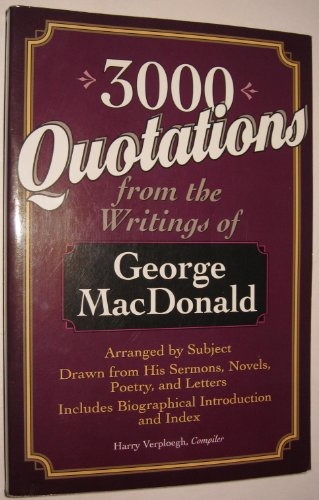 3000
Quotations
from the
Writings of
George
MacDonald
Arranged by Subject
Drawn from His Sermons, Novels,
Poetry, and Letters
Includes Biographical Introduction
and Index
Harry Verploegh, Compiler